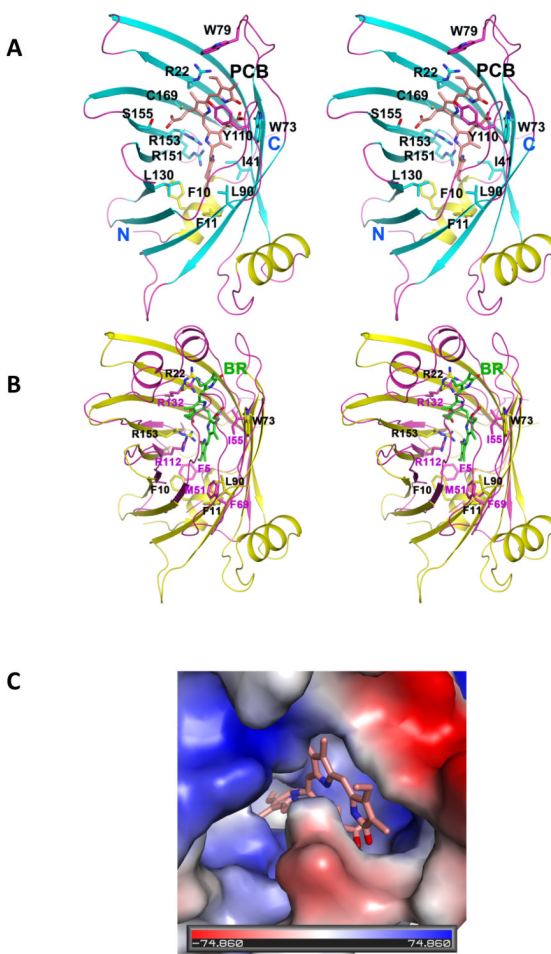 A
W79 W79
R22 PCB R22 PCB
C169 C169
S155 W73 S155 W73
R153 Y110 C R153 Y110 C
R151 I41 R151 I41
L130 F10 L90 L130 F10 L90
N F11 N F11
B
R22 BR R22 BR
R132 R132
R153 I55 W73 R153 I55 W73
R112 F5 R112 F5
F10 M51 L90 F10 M51 L90
F11 F69 F11 F69
C
-74.860 74.860